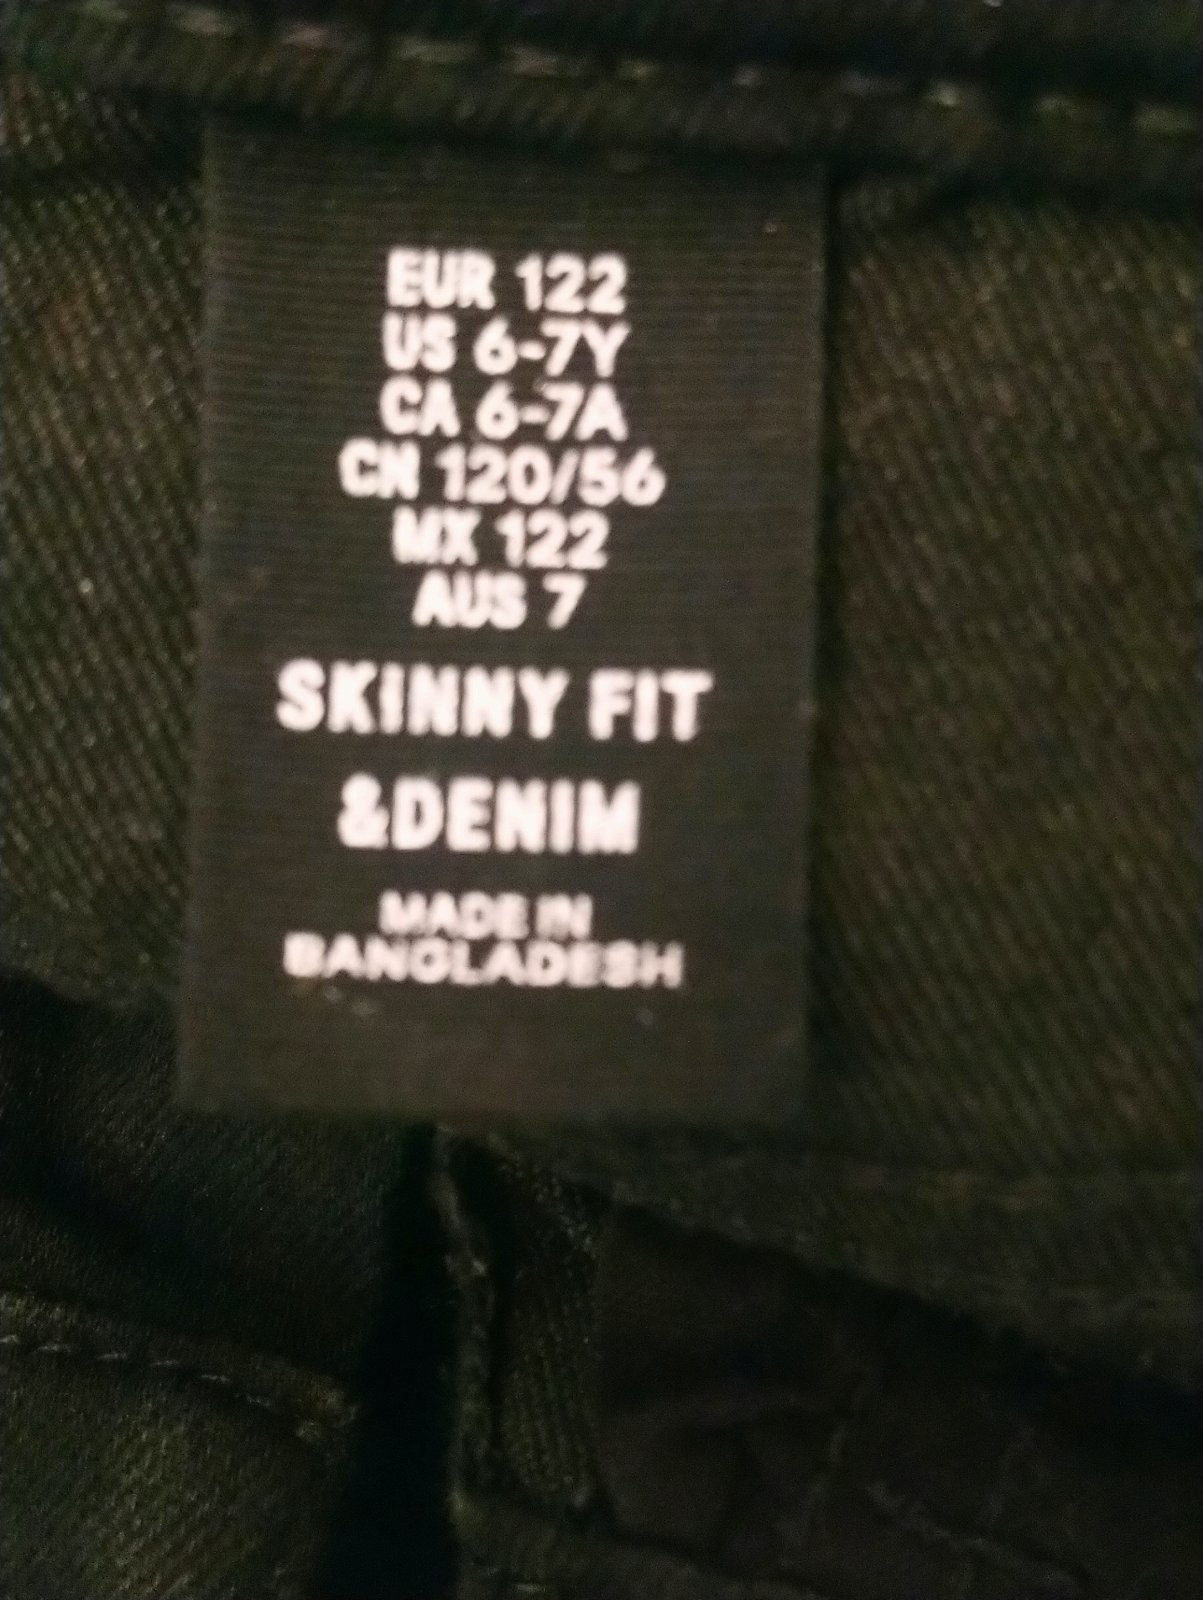 EUR 122
US 6-7Y
CA 6-7A
CN 120/56
MX 122
AUS 7
SKINNY FIT
&DENIM
MADE IN
BANGLADESH